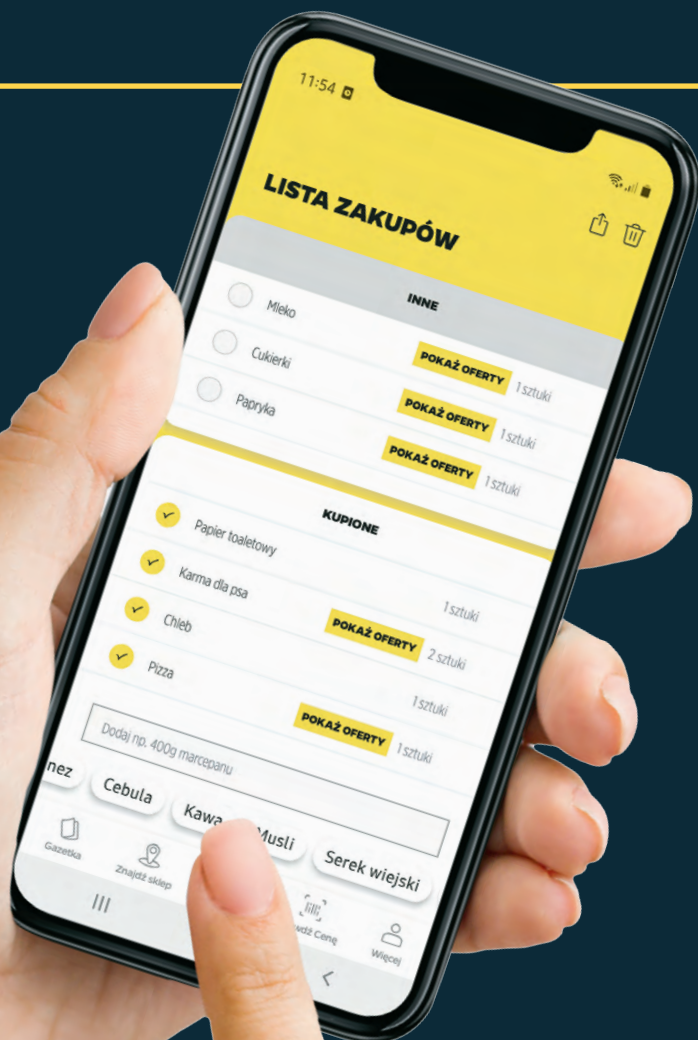 11:54
LISTA ZAKUPÓW
INNE
Mleko
POKAŻ OFERTY 1 sztuki
Cukierki
POKAŻ OFERTY 1 sztuki
Papryka
POKAŻ OFERTY 1 sztuki
KUPIONE
Papier toaletowy
1 sztuki
Karma dla psa
POKAŻ OFERTY 2 sztuki
Chleb
1 sztuki
Pizza
POKAŻ OFERTY 1 sztuki
Dodaj np. 400g marcepanu
nez Cebula Kawa Musli Serek wiejski
Gazetka Znajdź sklep wdź Cenę Więcej